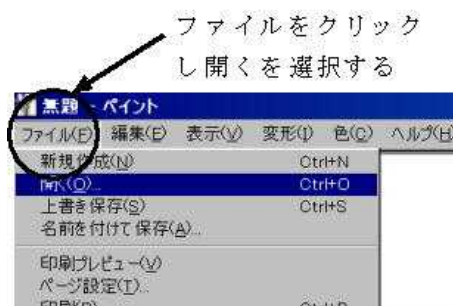 ファイルをクリック
し開くを選択する
無題 - ペイント
ファイル(F) 編集(E) 表示(V) 変形(I) 色(C) ヘルプ(H)
新規作成(N) Ctrl+N
開く(O)... Ctrl+O
上書き保存(S) Ctrl+S
名前を付けて保存(A)...
印刷プレビュー(V)
ページ設定(T)...
印刷(P)... Ctrl+P